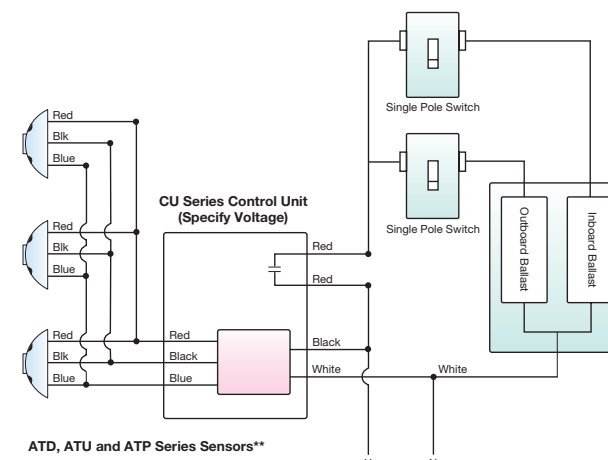 Single Pole Switch
Red
Blk
Blue
CU Series Control Unit
(Specify Voltage)
Single Pole Switch
Outboard Ballast
Inboard Ballast
Red
Blk
Blue
Red
Red
Red
Blk
Blue
Red
Black
Blue
Black
White
White
ATD, ATU and ATP Series Sensors**